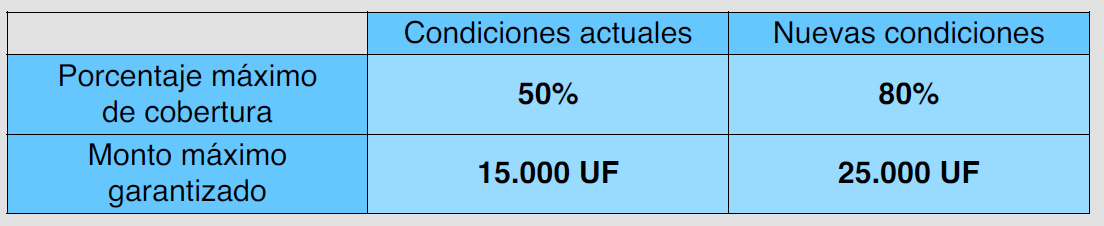 Condiciones actuales
Nuevas condiciones
Porcentaje máximo
de cobertura
50%
80%
Monto máximo
garantizado
15.000 UF
25.000 UF